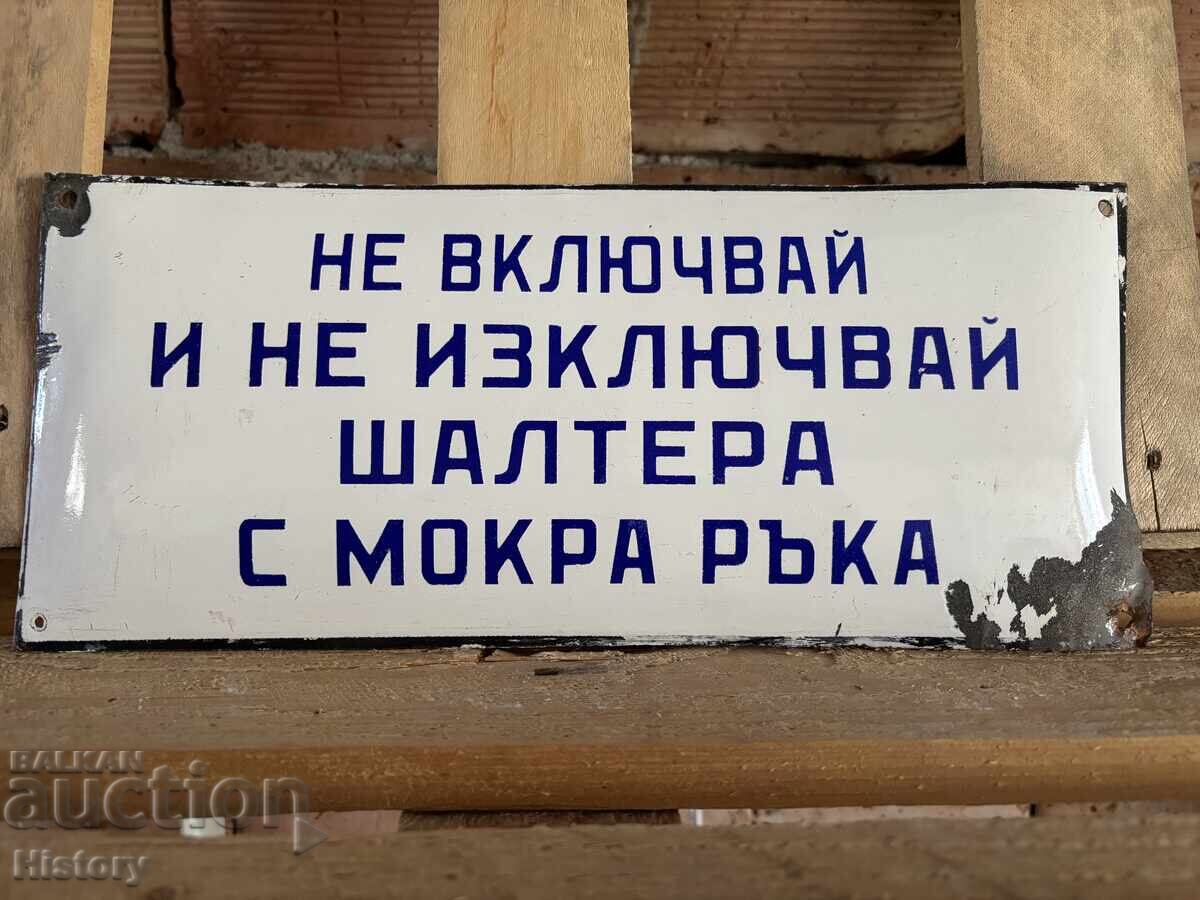 НЕ ВКЛЮЧВАЙ
И НЕ ИЗКЛЮЧВАЙ
ШАЛТЕРА
С МОКРА РЪКА
BALKAN
auction
History